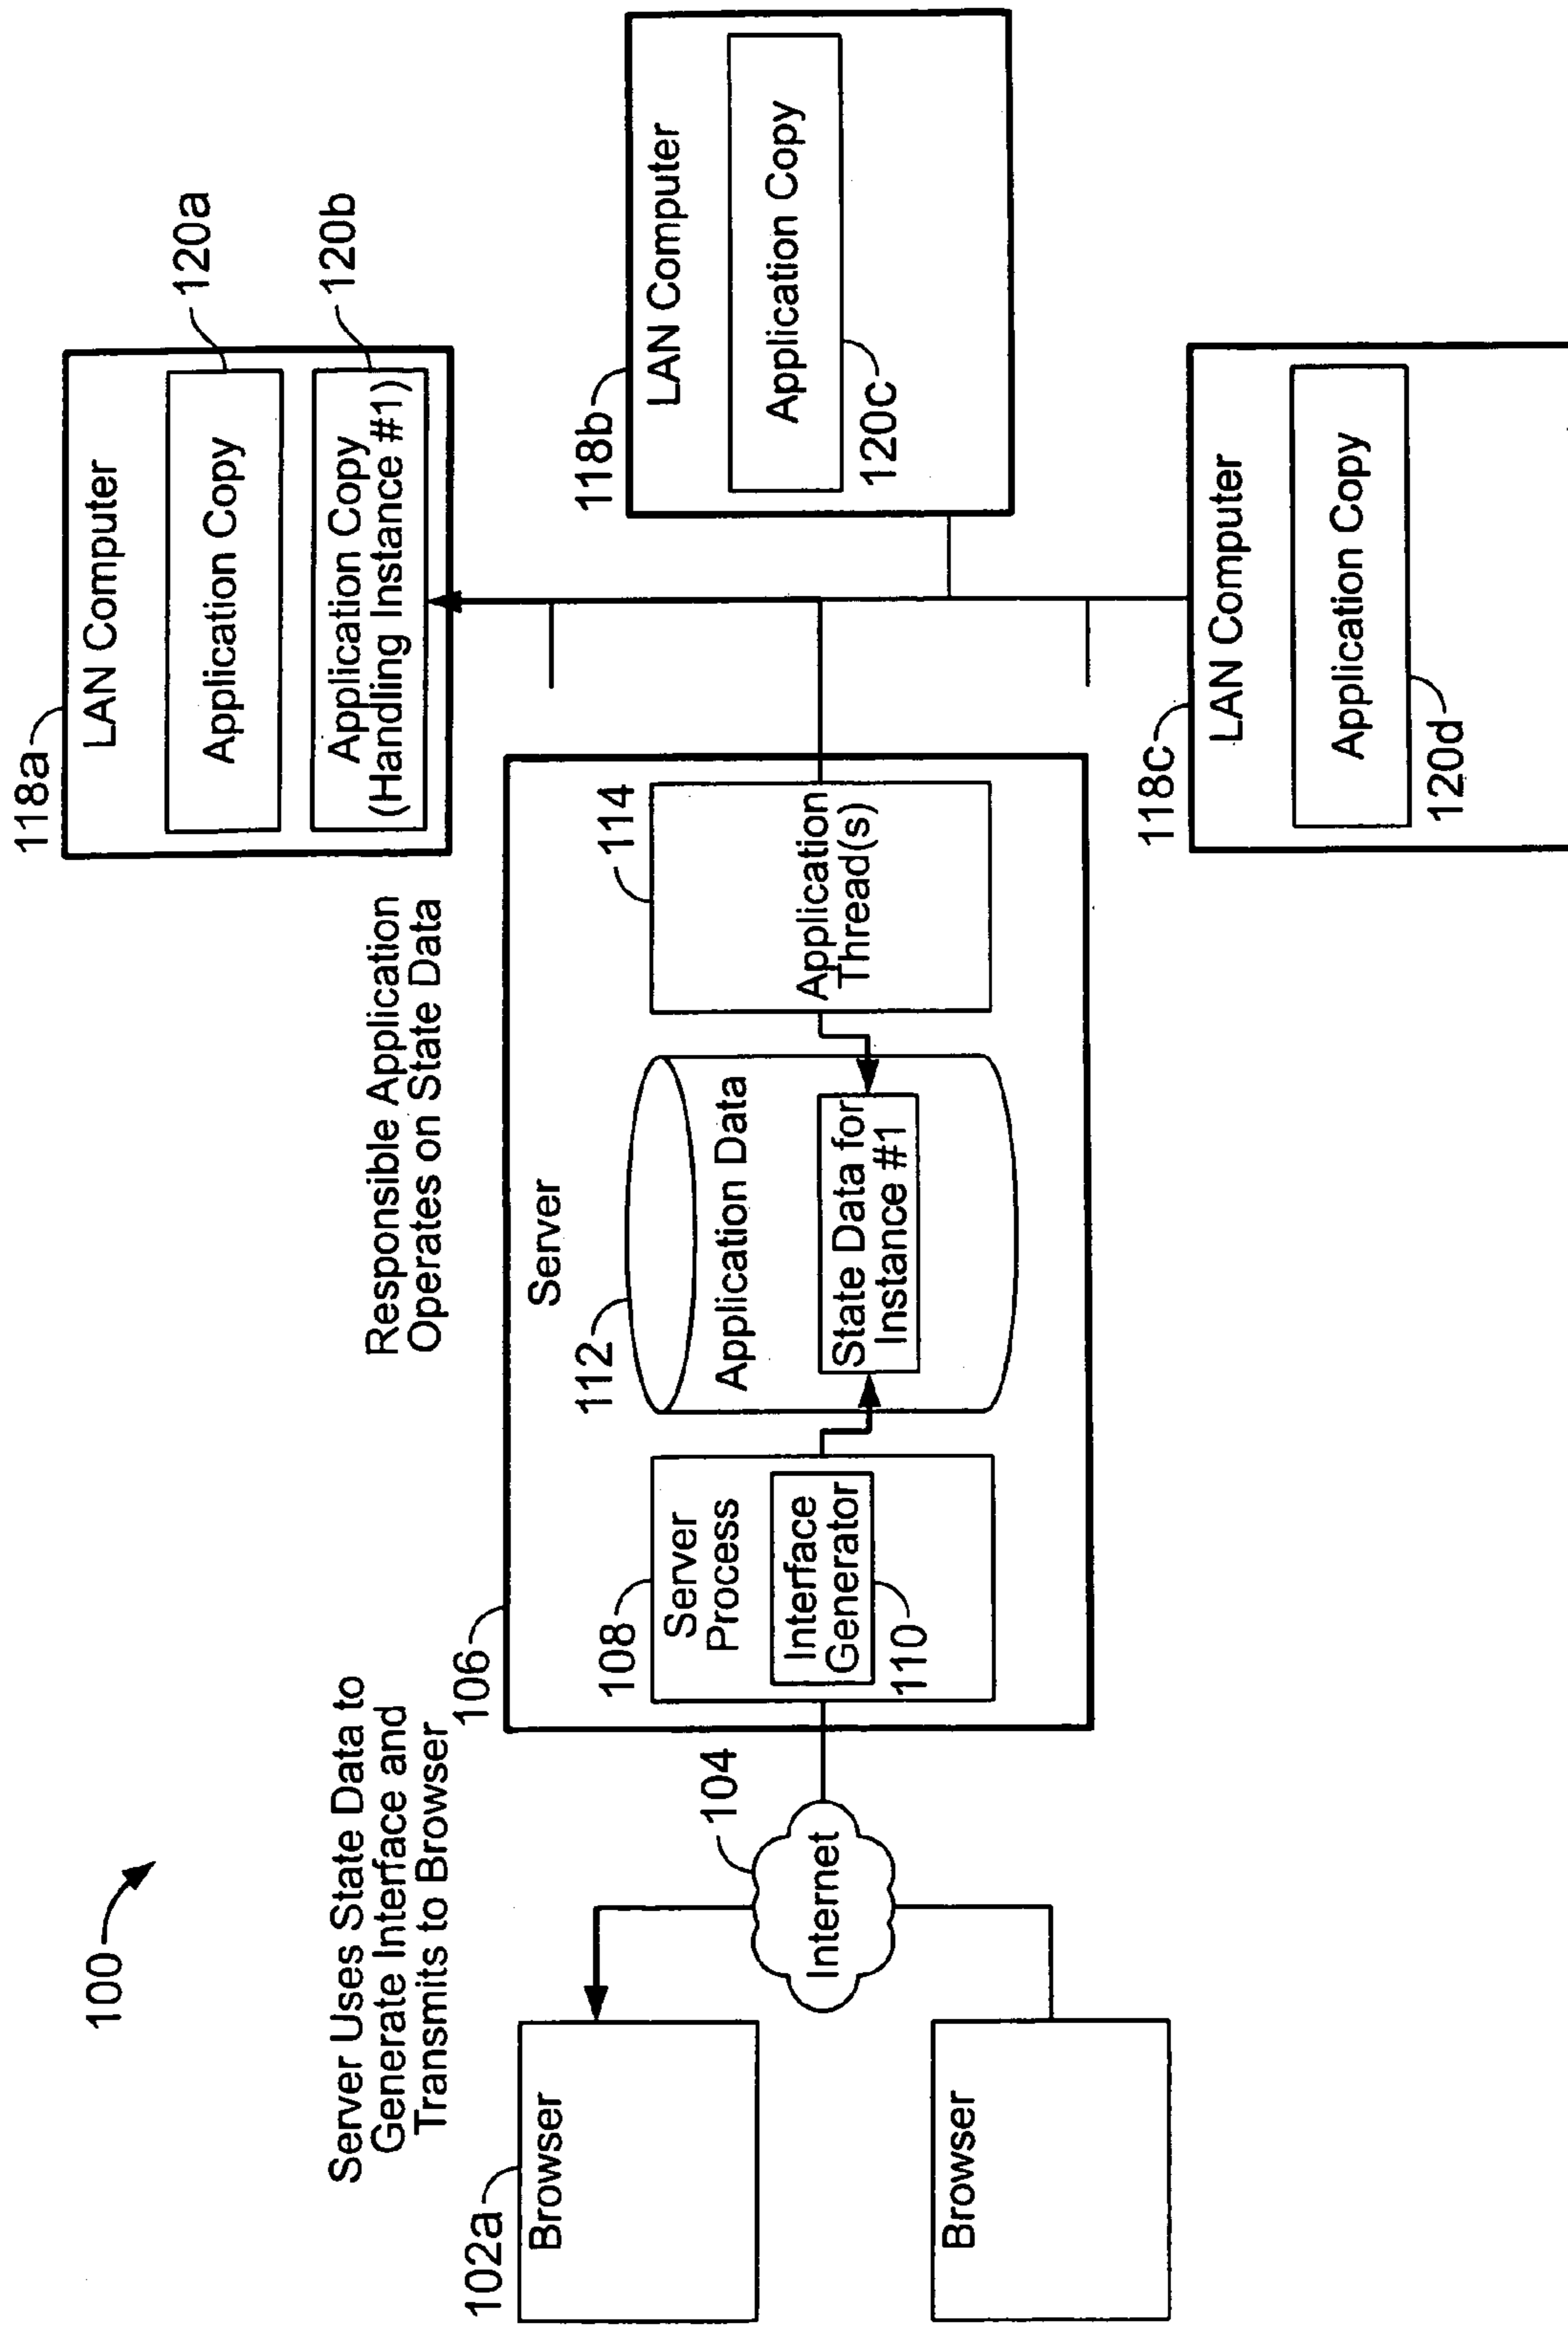 100
Server Uses State Data to
Generate Interface and
Transmits to Browser
102a
Browser
Browser
104
Internet
106
Server
108
Server
Process
Interface
Generator
110
112
Application Data
State Data for
Instance #1
114
Application
Thread(s)
Responsible Application
Operates on State Data
118a
LAN Computer
Application Copy
120a
Application Copy
(Handling Instance #1)
120b
118b
LAN Computer
Application Copy
120c
118c
LAN Computer
Application Copy
120d